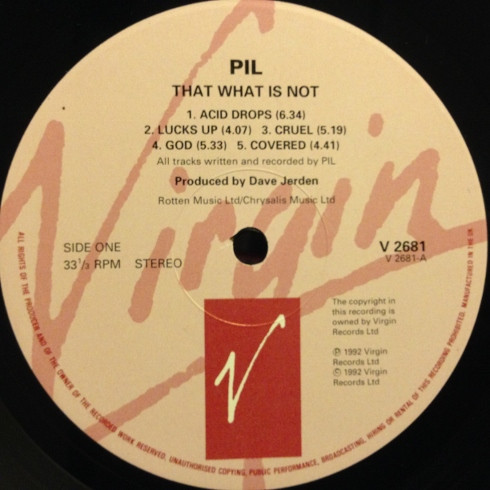 PIL
THAT WHAT IS NOT
1. ACID DROPS (6.34)
2. LUCKS UP (4.07) 3. CRUEL (5.19)
4. GOD (5.33) 5. COVERED (4.41)
All tracks written and recorded by PIL
Produced by Dave Jerden
Rotten Music Ltd/Chrysalis Music Ltd
Virgin
SIDE ONE
33⅓ RPM STEREO
V 2681
V 2681-A
The copyright in
this recording is
owned by Virgin
Records Ltd
℗ 1992 Virgin
Records Ltd
© 1992 Virgin
Records Ltd
V
ALL RIGHTS OF THE PRODUCER AND OF THE OWNER OF THE RECORDED WORK RESERVED. UNAUTHORISED COPYING, PUBLIC PERFORMANCE, BROADCASTING, HIRING OR RENTAL OF THIS RECORDING PROHIBITED. MANUFACTURED IN THE UK